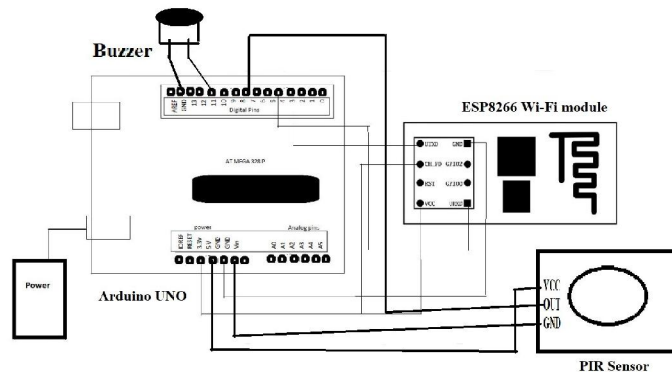 Buzzer
AREF
GND
13
12
11
10
9
8
7
6
5
4
3
2
1
0
Digital Pins
ESP8266 Wi-Fi module
UTXD GND
CH_PD GPIO2
RST GPIO0
VCC URXD
AT MEGA 328 P
power Analog pins
IOREF
RESET
3.3V
5V
GND
GND
Vin
A0
A1
A2
A3
A4
A5
Power
Arduino UNO
VCC
OUT
GND
PIR Sensor